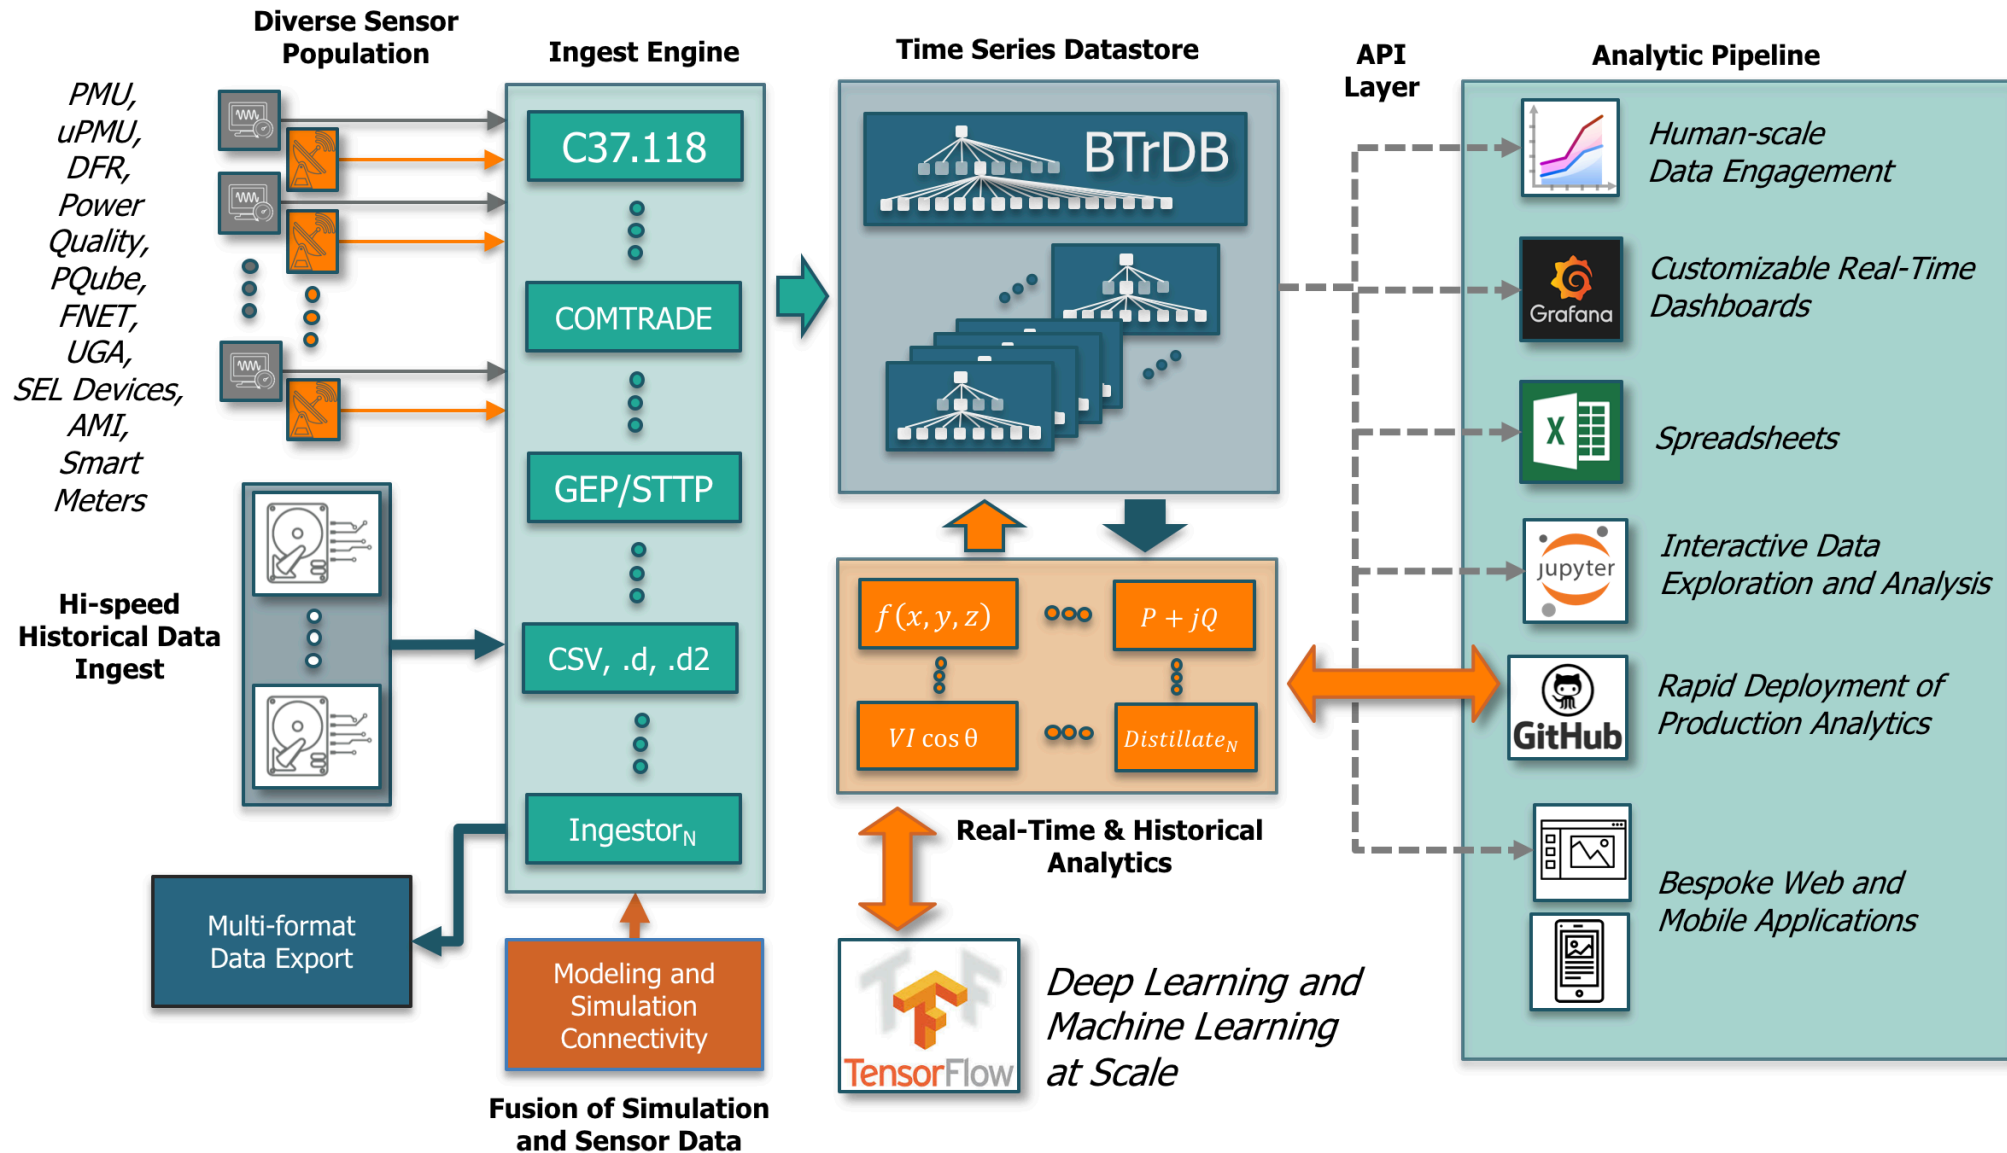 Diverse Sensor
Population
PMU,
uPMU,
DFR,
Power
Quality,
PQube,
FNET,
UGA,
SEL Devices,
AMI,
Smart
Meters
Hi-speed
Historical Data
Ingest
Multi-format
Data Export
Ingest Engine
C37.118
COMTRADE
GEP/STTP
CSV, .d, .d2
Ingestor_N
Modeling and
Simulation
Connectivity
Fusion of Simulation
and Sensor Data
Time Series Datastore
BTrDB
f(x, y, z)
P + jQ
VI cos θ
Distillate_N
Real-Time & Historical
Analytics
TensorFlow
Deep Learning and
Machine Learning
at Scale
API
Layer
Analytic Pipeline
Human-scale
Data Engagement
Grafana
Customizable Real-Time
Dashboards
X
Spreadsheets
jupyter
Interactive Data
Exploration and Analysis
GitHub
Rapid Deployment of
Production Analytics
Bespoke Web and
Mobile Applications